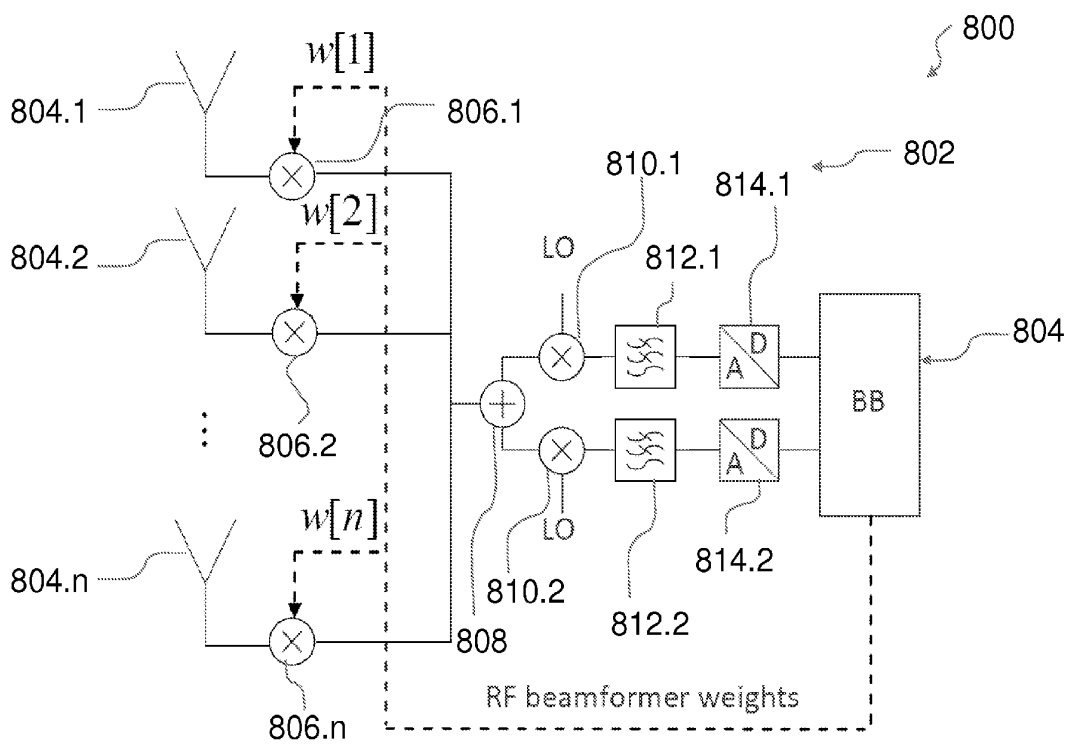 800
w[1]
804.1
806.1
802
810.1
814.1
w[2]
804.2
LO
812.1
D
A
804
BB
806.2
D
A
w[n]
LO
804.n
810.2
814.2
812.2
808
RF beamformer weights
806.n